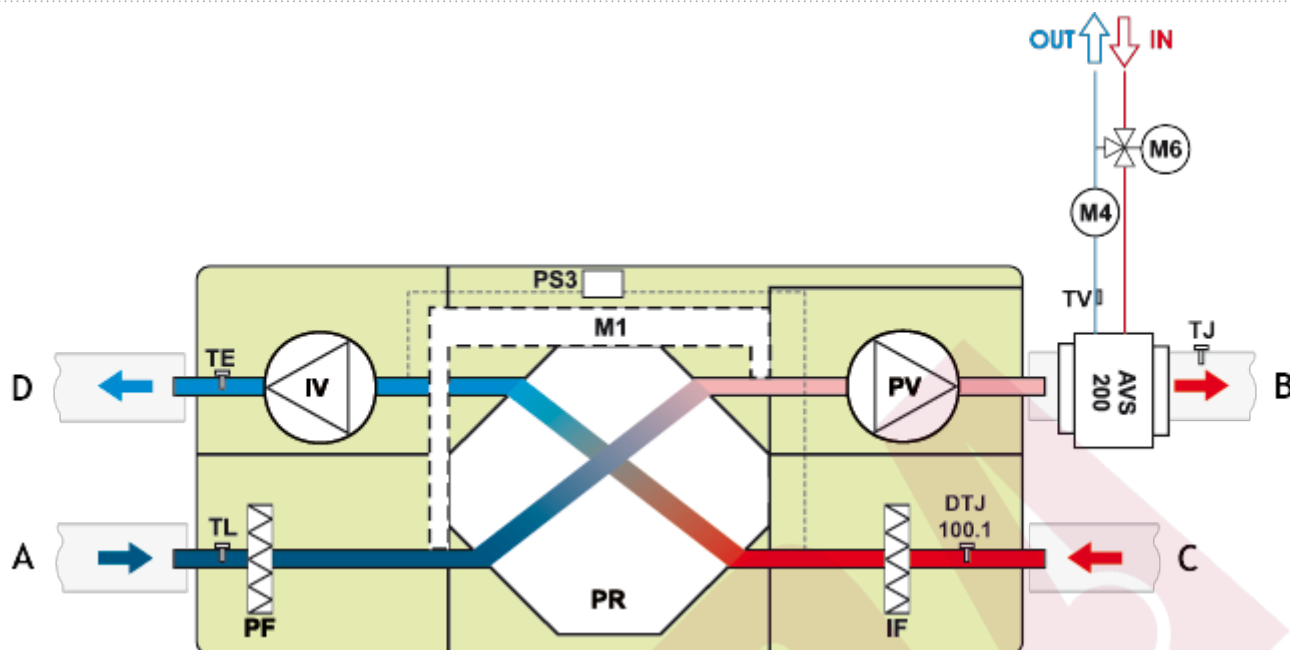 OUT IN
M6
M4
PS3
TV
M1
TJ
TE
D
IV
PV
AVS
200
B
TL
DTJ
100.1
A
C
PR
PF
IF